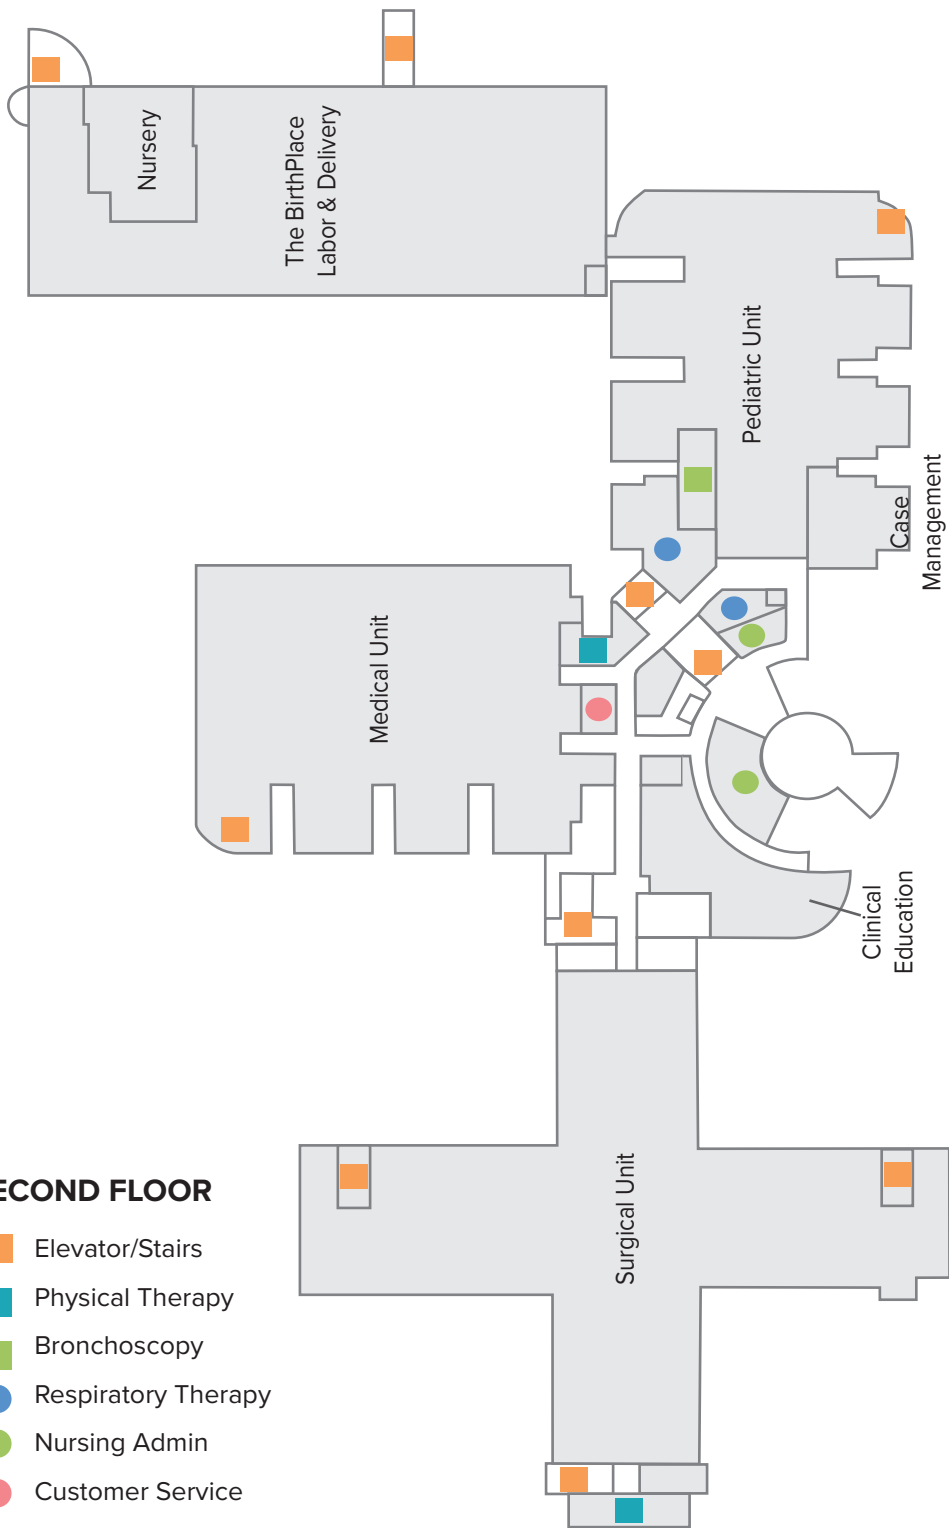 Nursery
The BirthPlace
Labor & Delivery
Pediatric Unit
Case
Management
Medical Unit
Clinical
Education
Surgical Unit
ECOND FLOOR
Elevator/Stairs
Physical Therapy
Bronchoscopy
Respiratory Therapy
Nursing Admin
Customer Service